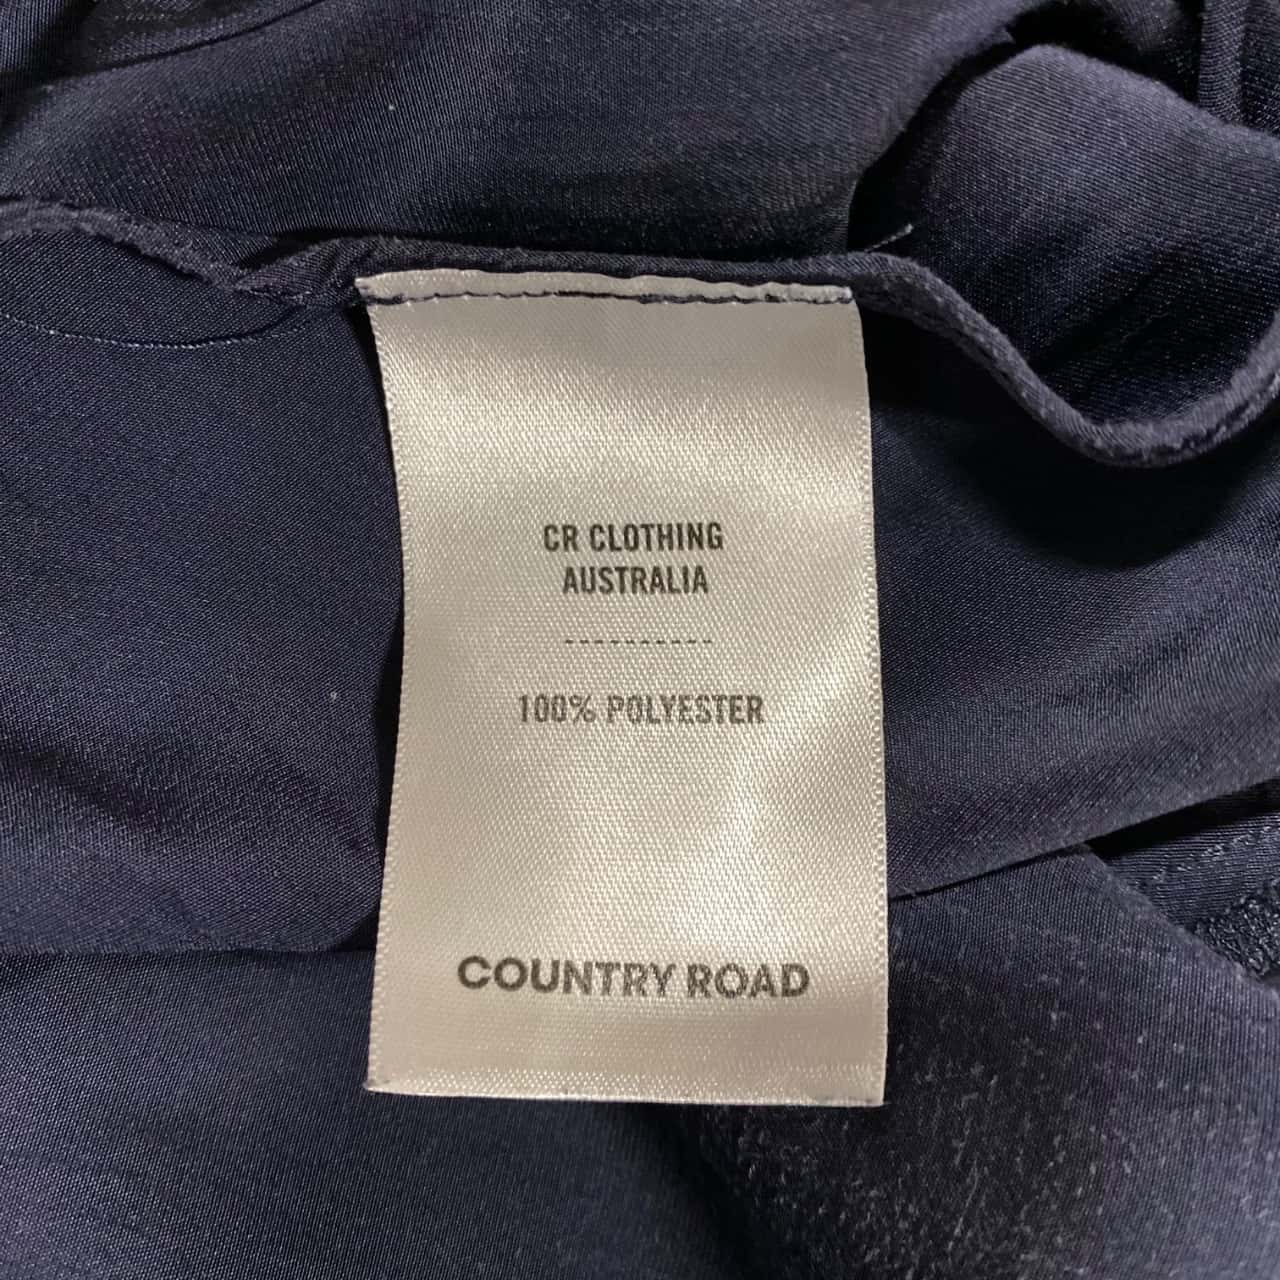 CR CLOTHING
AUSTRALIA
----------
100% POLYESTER
COUNTRY ROAD